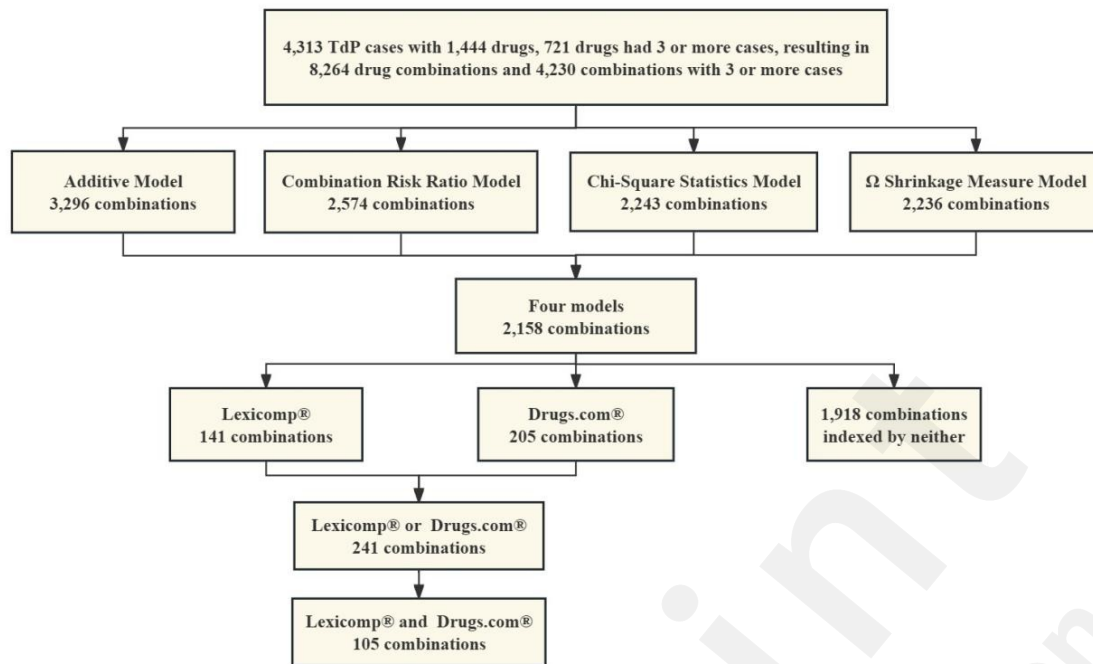 4,313 TdP cases with 1,444 drugs, 721 drugs had 3 or more cases, resulting in
8,264 drug combinations and 4,230 combinations with 3 or more cases
Additive Model
3,296 combinations
Combination Risk Ratio Model
2,574 combinations
Chi-Square Statistics Model
2,243 combinations
Ω Shrinkage Measure Model
2,236 combinations
Four models
2,158 combinations
Lexicomp®
141 combinations
Drugs.com®
205 combinations
1,918 combinations
indexed by neither
Lexicomp® or Drugs.com®
241 combinations
Lexicomp® and Drugs.com®
105 combinations
int